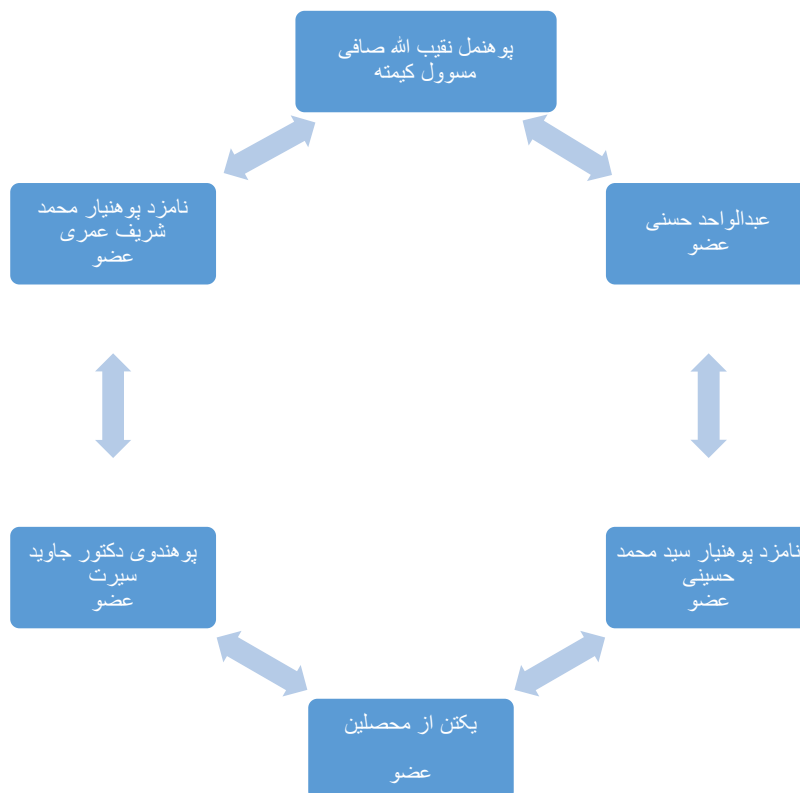 پوهنمل نقیب الله صافی
مسوول کیمته
عبدالواحد حسنی
عضو
نامزد پوهنیار محمد
شریف عمری
عضو
نامزد پوهنیار سید محمد
حسینی
عضو
پوهندوی دکتور جاوید
سیرت
عضو
یکتن از محصلین
عضو